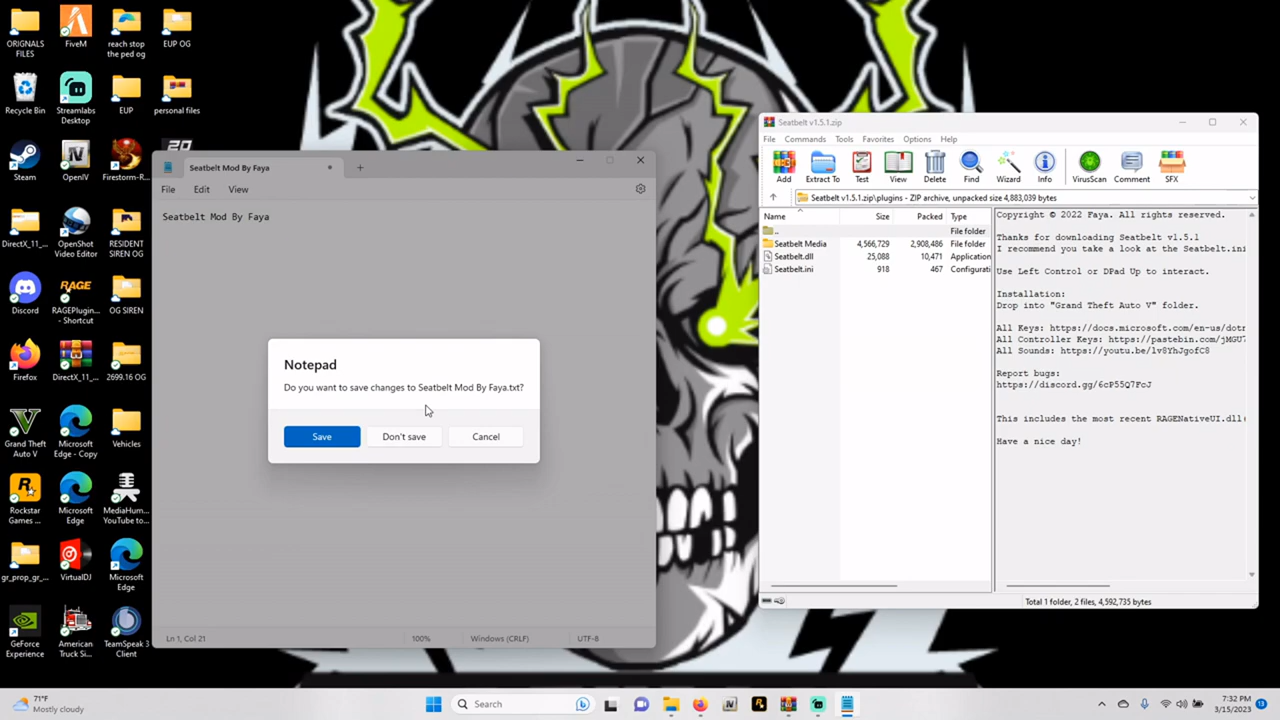 ORIGNALS FILES
FiveM
reach stop the ped og
EUP OG
Recycle Bin
Streamlabs Desktop
EUP
personal files
Steam
OpenIV
Firestorm-R...
DirectX_11_...
OpenShot Video Editor
RESIDENT SIREN OG
Discord
RAGE
RAGEPlugin... - Shortcut
OG SIREN
Firefox
DirectX_11_...
2699.16 OG
Grand Theft Auto V
Microsoft Edge - Copy
Vehicles
Rockstar Games ...
Microsoft Edge
MediaHum... YouTube to...
gr_prop_gr_...
VirtualDJ
Microsoft Edge
GeForce Experience
American Truck Si...
TeamSpeak 3 Client
Seatbelt Mod By Faya
File Edit View
Seatbelt Mod By Faya
Notepad
Do you want to save changes to Seatbelt Mod By Faya.txt?
Save Don't save Cancel
Ln 1, Col 21 100% Windows (CRLF) UTF-8
Seatbelt v1.5.1.zip
File Commands Tools Favorites Options Help
Add Extract To Test View Delete Find Wizard Info VirusScan Comment SFX
Seatbelt v1.5.1.zip\plugins - ZIP archive, unpacked size 4,883,039 bytes
Name Size Packed Type
.. File folder
Seatbelt Media 4,566,729 2,908,486 File folder
Seatbelt.dll 25,088 10,471 Applicatio
Seatbelt.ini 918 467 Configurati
Copyright © 2022 Faya. All rights reserved.
Thanks for downloading Seatbelt v1.5.1
I recommend you take a look at the Seatbelt.ini
Use Left Control or DPad Up to interact.
Installation:
Drop into "Grand Theft Auto V" folder.
All Keys: https://docs.microsoft.com/en-us/dotn
All Controller Keys: https://pastebin.com/jMGU7
All Sounds: https://youtu.be/lv8YhJgofC8
Report bugs:
https://discord.gg/6cP55Q7FcJ
This includes the most recent RAGENativeUI.dll
Have a nice day!
Total 1 folder, 2 files, 4,592,735 bytes
71°F
Mostly cloudy
Search
7:32 PM
3/15/2023
13